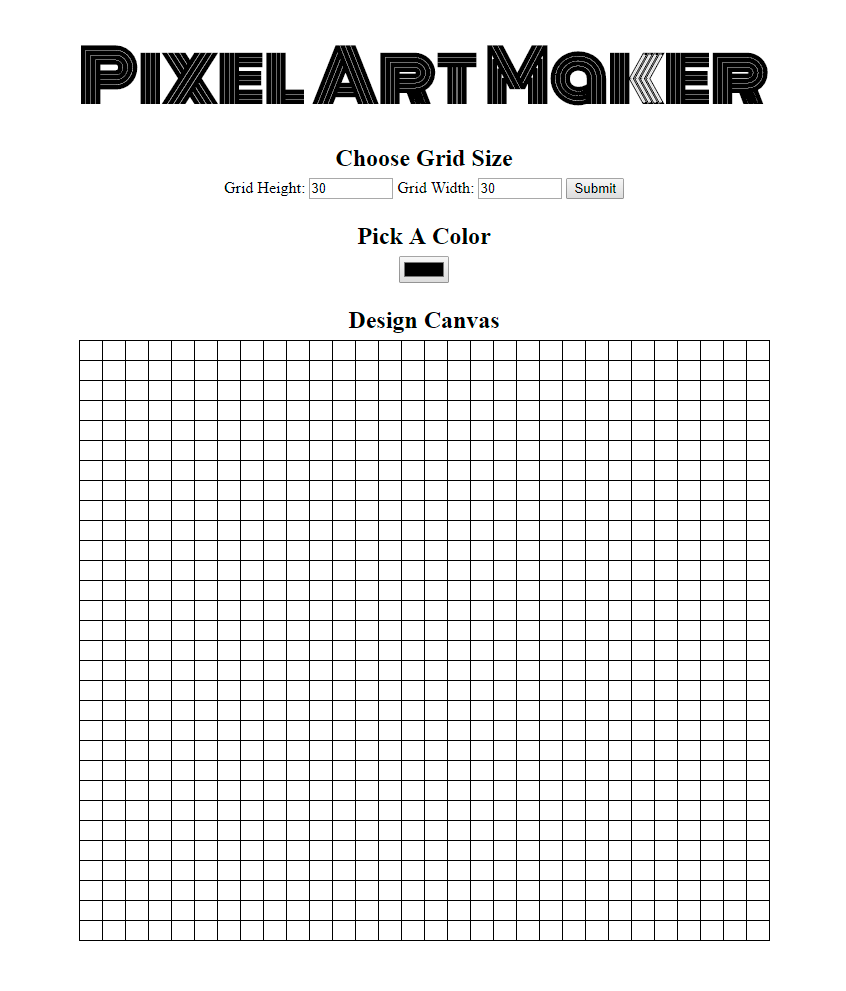 Pixel Art Maker
Choose Grid Size
Grid Height: 30 Grid Width: 30 Submit
Pick A Color
Design Canvas